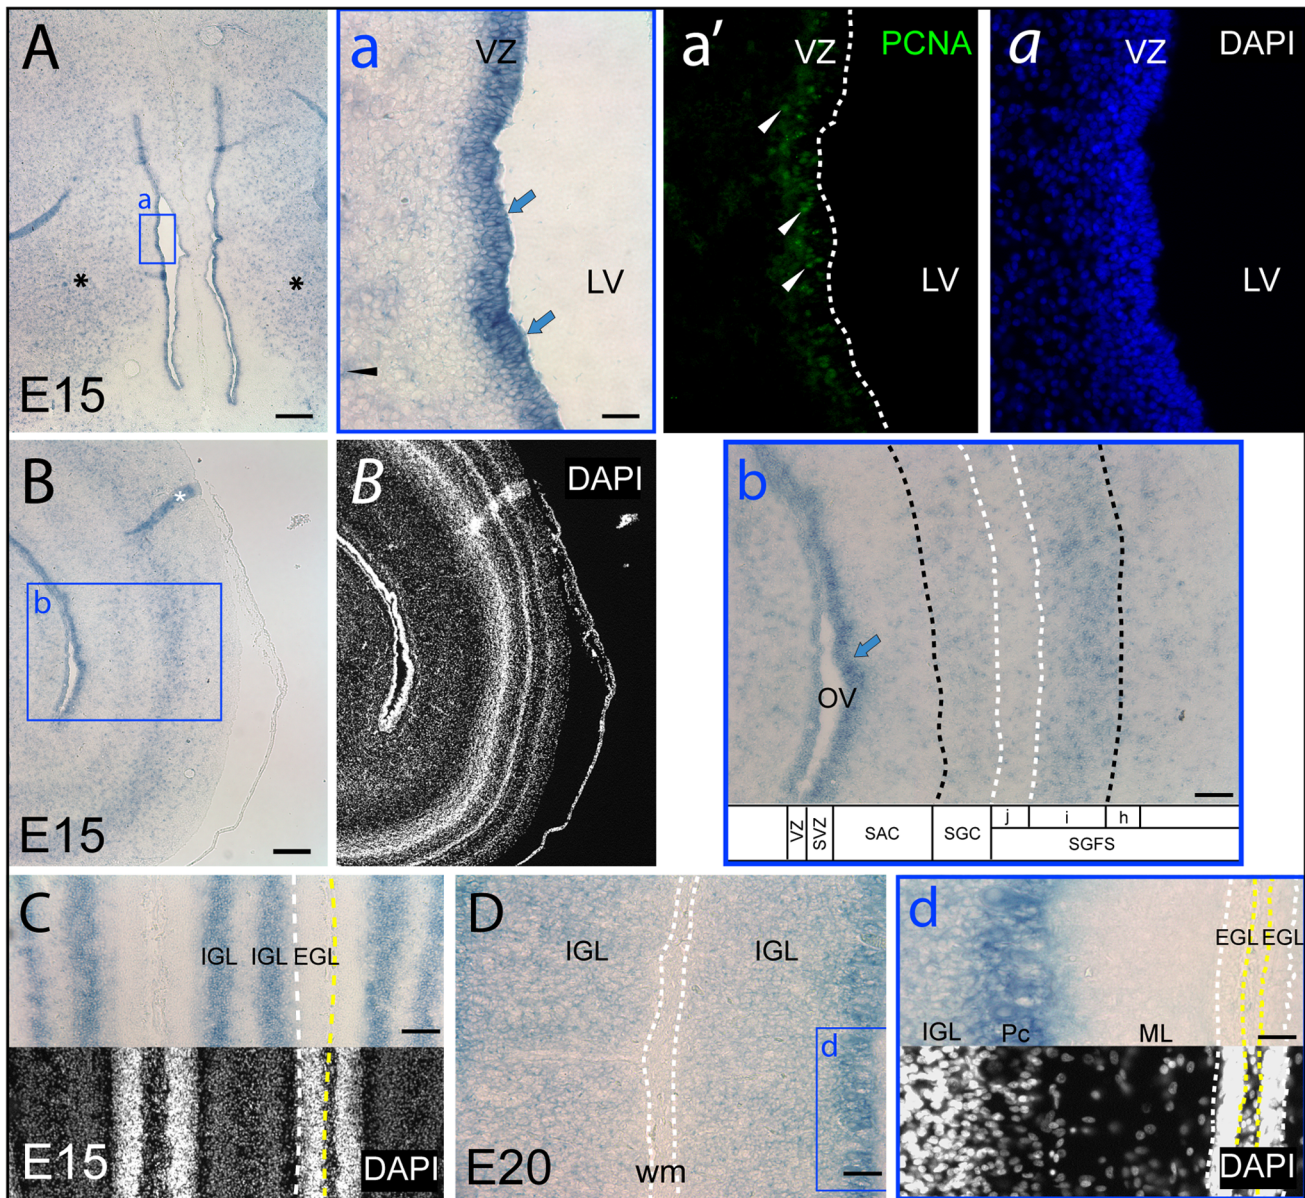 A
a
*
*
E15
a
VZ
LV
a′
VZ
PCNA
LV
a
VZ
DAPI
LV
B
*
b
E15
B
DAPI
b
OV
VZ
SVZ
SAC
SGC
j
i
h
SGFS
C
IGL
IGL
EGL
E15
DAPI
D
IGL
IGL
d
E20
wm
d
EGL
EGL
IGL
Pc
ML
DAPI